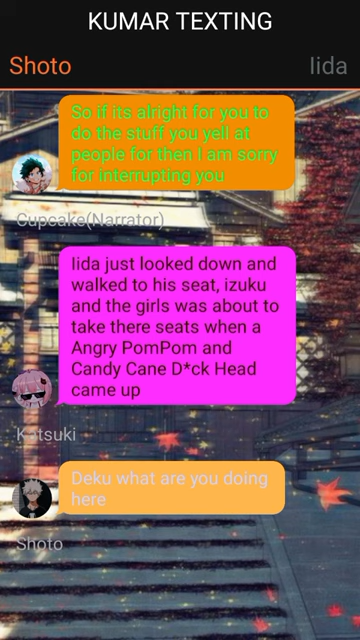 KUMAR TEXTING
Shoto Iida
So if its alright for you to
do the stuff you yell at
people for then I am sorry
for interrupting you
Cupcake(Narrator)
Iida just looked down and
walked to his seat, izuku
and the girls was about to
take there seats when a
Angry PomPom and
Candy Cane D*ck Head
came up
Katsuki
Deku what are you doing
here
Shoto